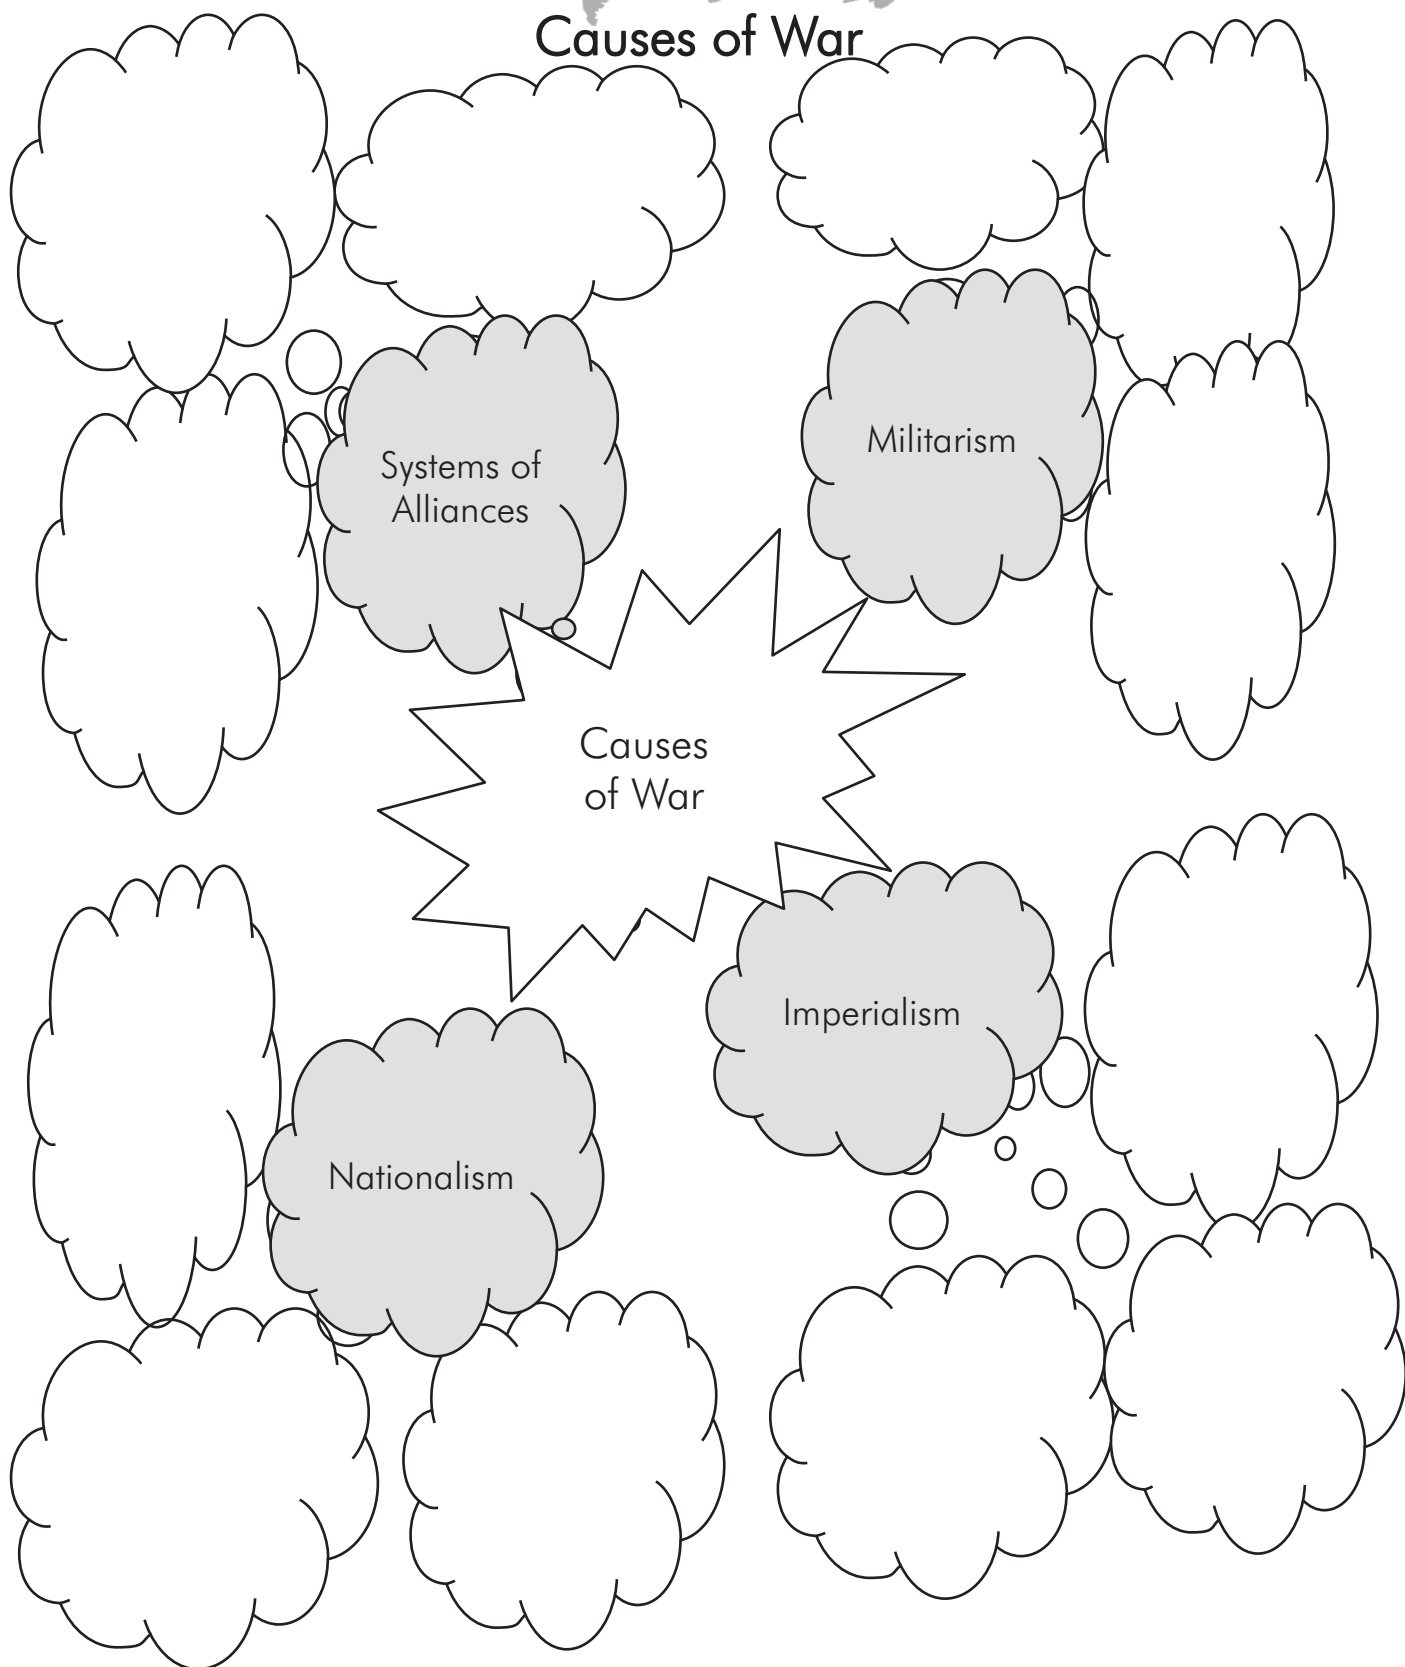 Causes of War
Militarism
Systems of
Alliances
Causes
of War
Imperialism
Nationalism